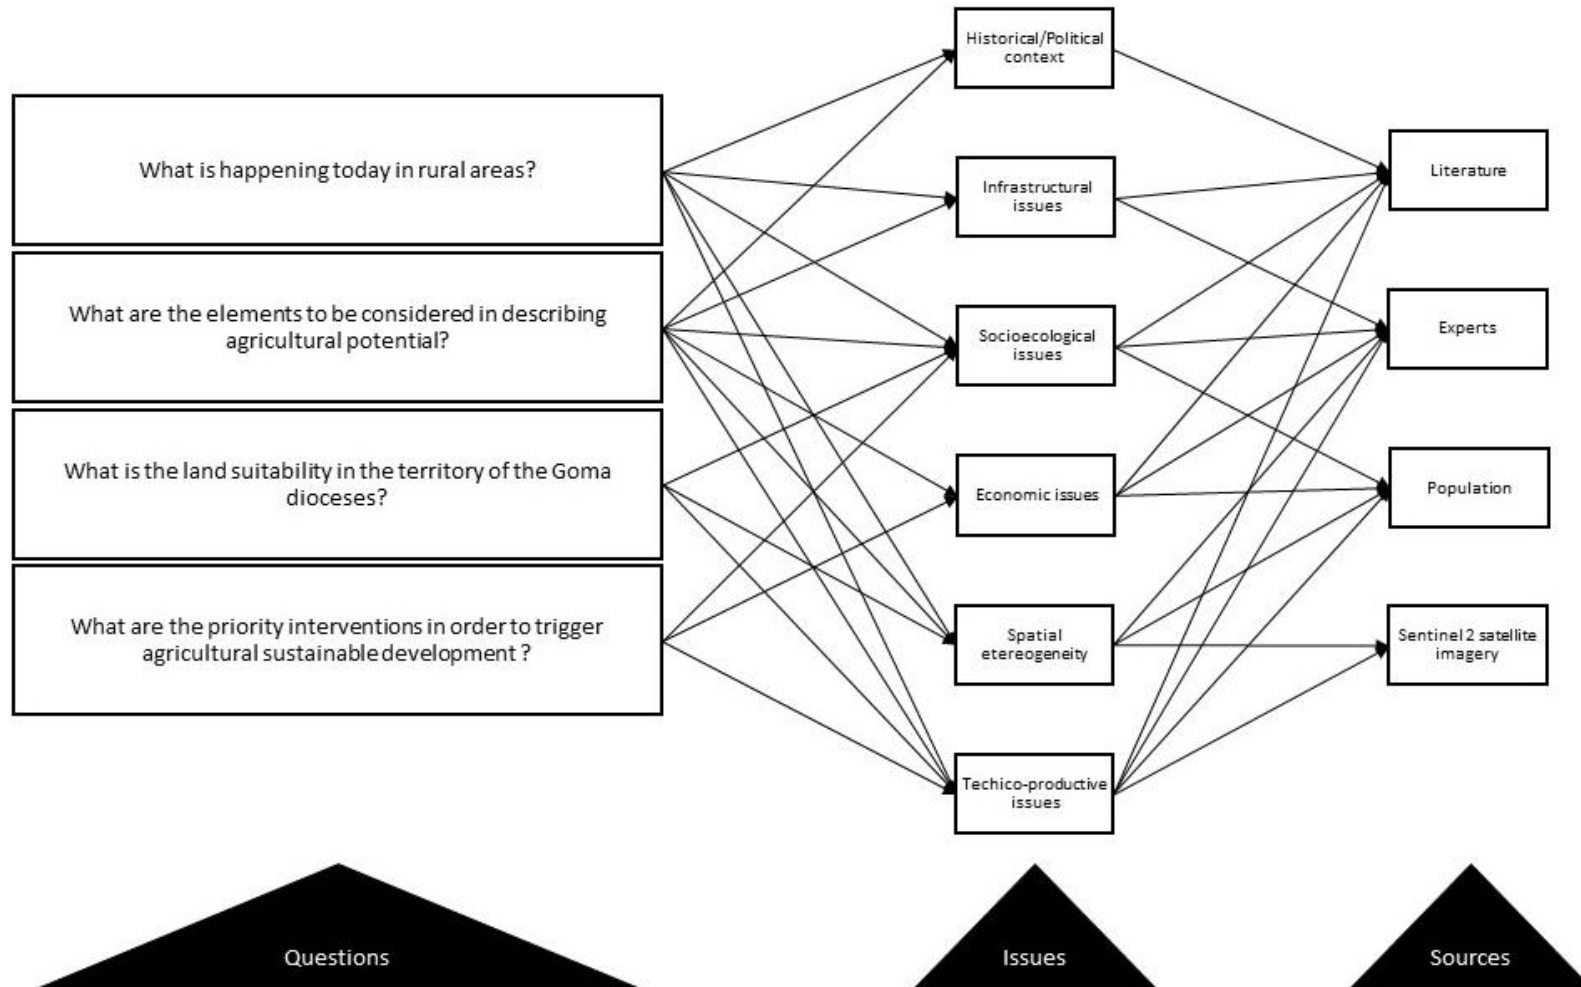 What is happening today in rural areas?
What are the elements to be considered in describing
agricultural potential?
What is the land suitability in the territory of the Goma
dioceses?
What are the priority interventions in order to trigger
agricultural sustainable development ?
Historical/Political
context
Infrastructural
issues
Socioecological
issues
Economic issues
Spatial
etereogeneity
Techico-productive
issues
Literature
Experts
Population
Sentinel 2 satellite
imagery
Questions
Issues
Sources